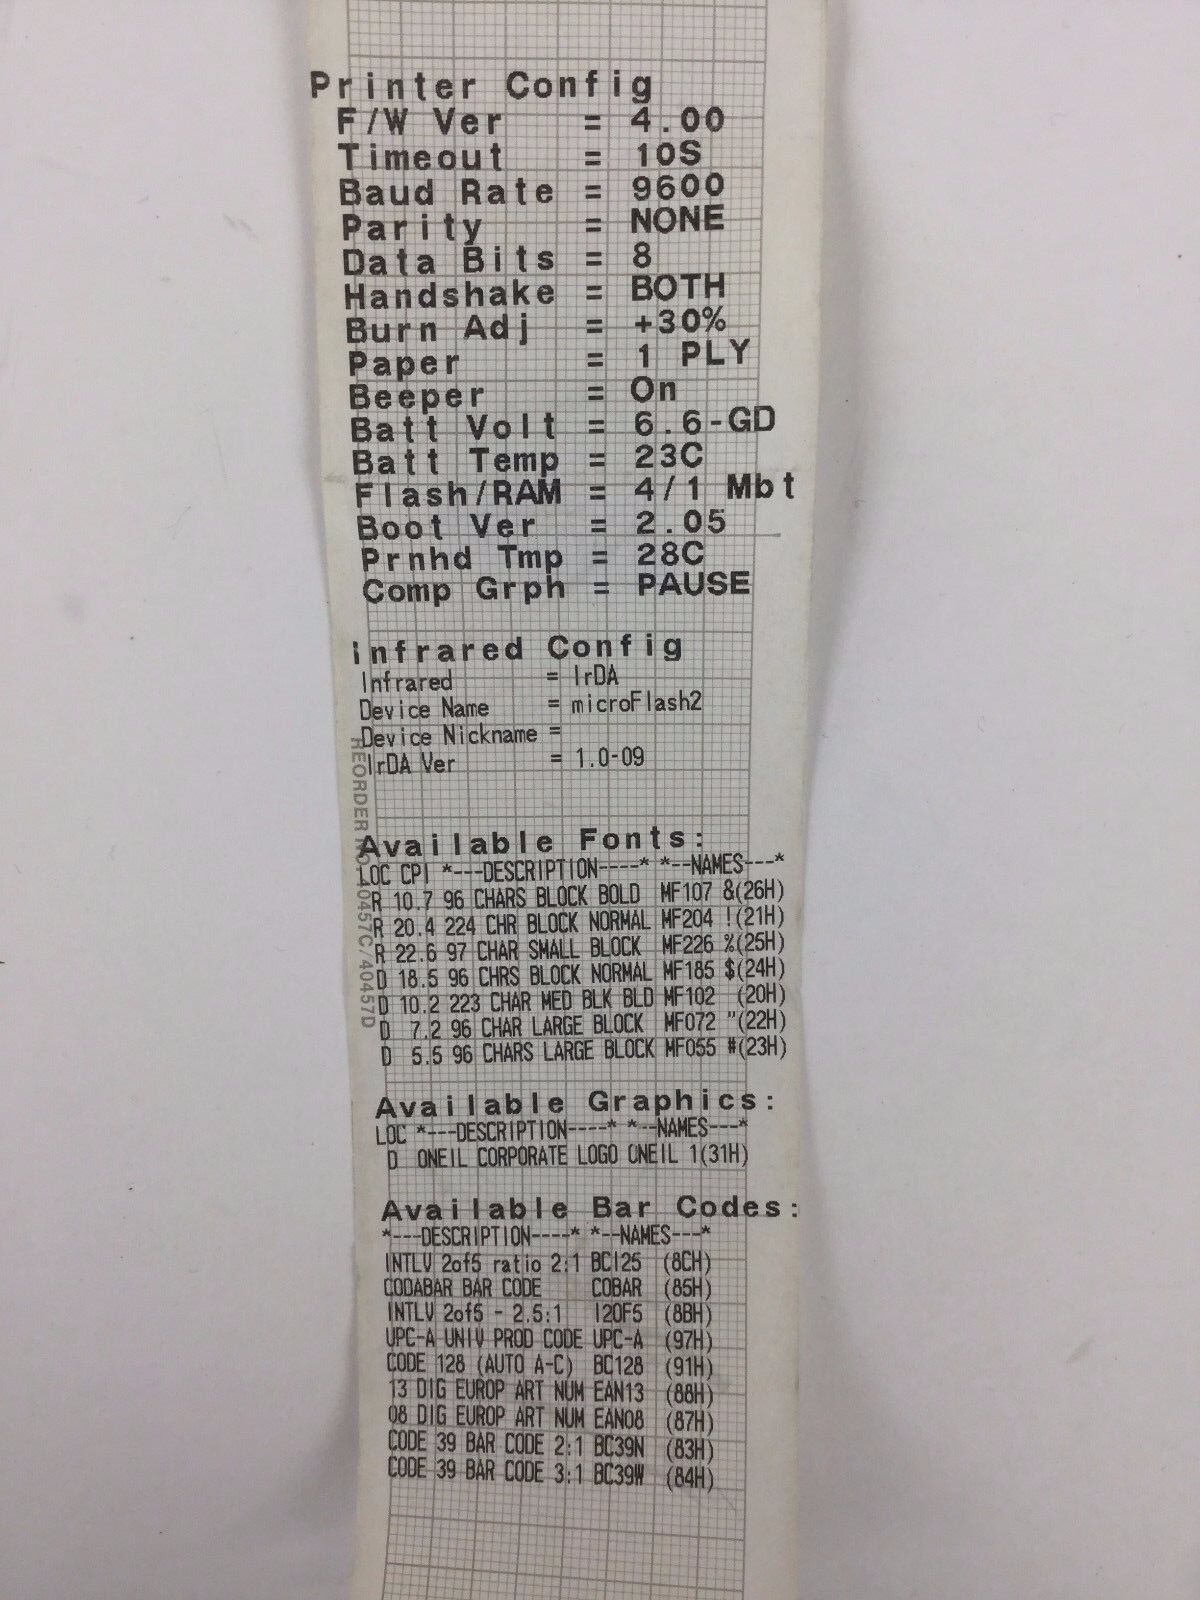 Printer Config
F/W Ver = 4.00
Timeout = 10S
Baud Rate = 9600
Parity = NONE
Data Bits = 8
Handshake = BOTH
Burn Adj = +30%
Paper = 1 PLY
Beeper = On
Batt Volt = 6.6-GD
Batt Temp = 23C
Flash/RAM = 4/1 Mbt
Boot Ver = 2.05
Prnhd Tmp = 28C
Comp Grph = PAUSE
Infrared Config
Infrared = IrDA
Device Name = microFlash2
Device Nickname =
IrDA Ver = 1.0-09
Available Fonts:
LOC CPI *---DESCRIPTION----* *--NAMES---*
R 10.7 96 CHARS BLOCK BOLD MF107 &(26H)
R 20.4 224 CHR BLOCK NORMAL MF204 !(21H)
R 22.6 97 CHAR SMALL BLOCK MF226 %(25H)
D 18.5 96 CHRS BLOCK NORMAL MF185 $(24H)
D 10.2 223 CHAR MED BLK BLD MF102 (20H)
D 7.2 96 CHAR LARGE BLOCK MF072 "(22H)
D 5.5 96 CHARS LARGE BLOCK MF055 #(23H)
Available Graphics:
LOC *---DESCRIPTION----* *--NAMES---*
D ONEIL CORPORATE LOGO ONEIL 1(31H)
Available Bar Codes:
*---DESCRIPTION----* *--NAMES---*
INTLV 2of5 ratio 2:1 BCI25 (8CH)
CODABAR BAR CODE COBAR (85H)
INTLV 2of5 - 2.5:1 I2OF5 (8BH)
UPC-A UNIV PROD CODE UPC-A (97H)
CODE 128 (AUTO A-C) BC128 (91H)
13 DIG EUROP ART NUM EAN13 (88H)
08 DIG EUROP ART NUM EAN08 (87H)
CODE 39 BAR CODE 2:1 BC39N (83H)
CODE 39 BAR CODE 3:1 BC39W (84H)
REORDER 40457C/40457D